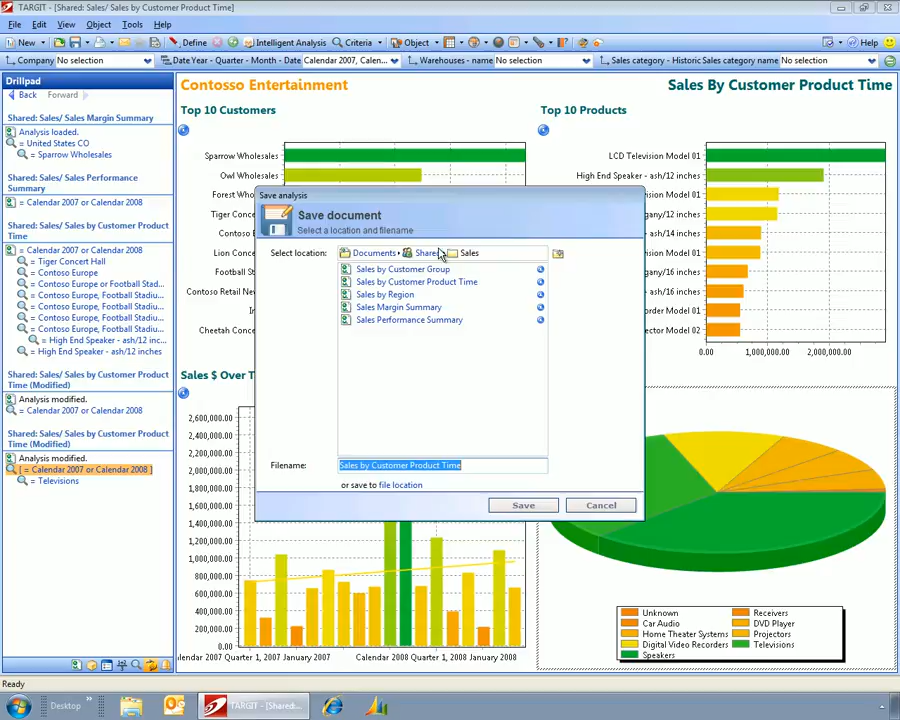 TARGIT - [Shared: Sales/ Sales by Customer Product Time]
File Edit View Object Tools Help
New Define Intelligent Analysis Criteria Object Help
Company No selection Date Year - Quarter - Month - Date Calendar 2007, Calen... Warehouses - name No selection Sales category - Historic Sales category name No selection
Drillpad
Back Forward
Shared: Sales/ Sales Margin Summary
Analysis loaded.
= United States CO
= Sparrow Wholesales
Shared: Sales/ Sales Performance
Summary
= Calendar 2007 or Calendar 2008
Shared: Sales/ Sales by Customer
Product Time
= Calendar 2007 or Calendar 2008
= Tiger Concert Hall
= Contoso Europe
= Contoso Europe or Football Stad...
= Contoso Europe, Football Stadiu...
= Contoso Europe, Football Stadiu...
= Contoso Europe, Football Stadiu...
= Contoso Europe, Football Stadiu...
= High End Speaker - ash/12 inc...
= High End Speaker - ash/12 inches
Shared: Sales/ Sales by Customer Product
Time (Modified)
Analysis modified.
= Calendar 2007 or Calendar 2008
Shared: Sales/ Sales by Customer Product
Time (Modified)
Analysis modified.
[ = Calendar 2007 or Calendar 2008 ]
= Televisions
Contosso Entertainment
Sales By Customer Product Time
Top 10 Customers
Sparrow Wholesales
Owl Wholesales
Forest Who
Tiger Conc
Contoso E
Lion Conce
Football St
Contoso Retail New
Cheetah Conce
Top 10 Products
LCD Television Model 01
High End Speaker - ash/12 inches
vision Model 01
gany/12 inches
Model 01
Model 02
ash/16 inches
ash/12 inches
order Model 01
ector Model 02
0.00 1,000,000.00 2,000,000.00
Save analysis
Save document
Select a location and filename
Select location: Documents Share Sales
Sales by Customer Group
Sales by Customer Product Time
Sales by Region
Sales Margin Summary
Sales Performance Summary
Filename: Sales by Customer Product Time
or save to file location
Save Cancel
Sales $ Over T
2,600,000.00
2,400,000.00
2,200,000.00
2,000,000.00
1,800,000.00
1,600,000.00
1,400,000.00
1,200,000.00
1,000,000.00
800,000.00
600,000.00
400,000.00
200,000.00
0.00
lendar 2007 Quarter 1, 2007 January 2007 Calendar 2008 Quarter 1, 2008 January 2008
Unknown Receivers
Car Audio DVD Player
Home Theater Systems Projectors
Digital Video Recorders Televisions
Speakers
Ready
Desktop » TARGIT - [Shared:...